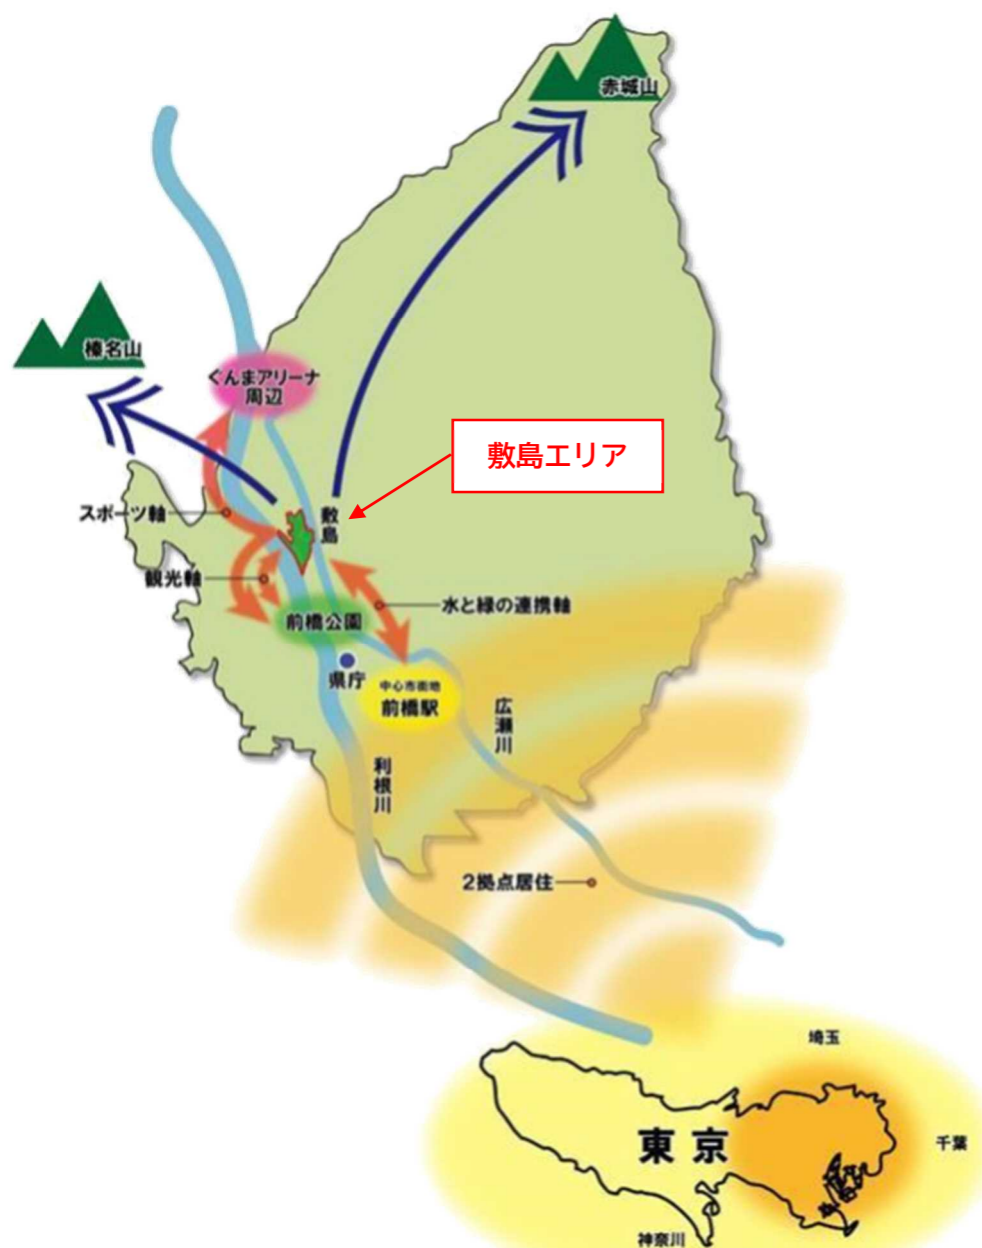 赤城山
榛名山
ぐんまアリーナ
周辺
敷島エリア
スポーツ軸
敷島
観光軸
水と緑の連携軸
前橋公園
県庁
中心市街地
前橋駅
広瀬川
利根川
2拠点居住
埼玉
東京
千葉
神奈川